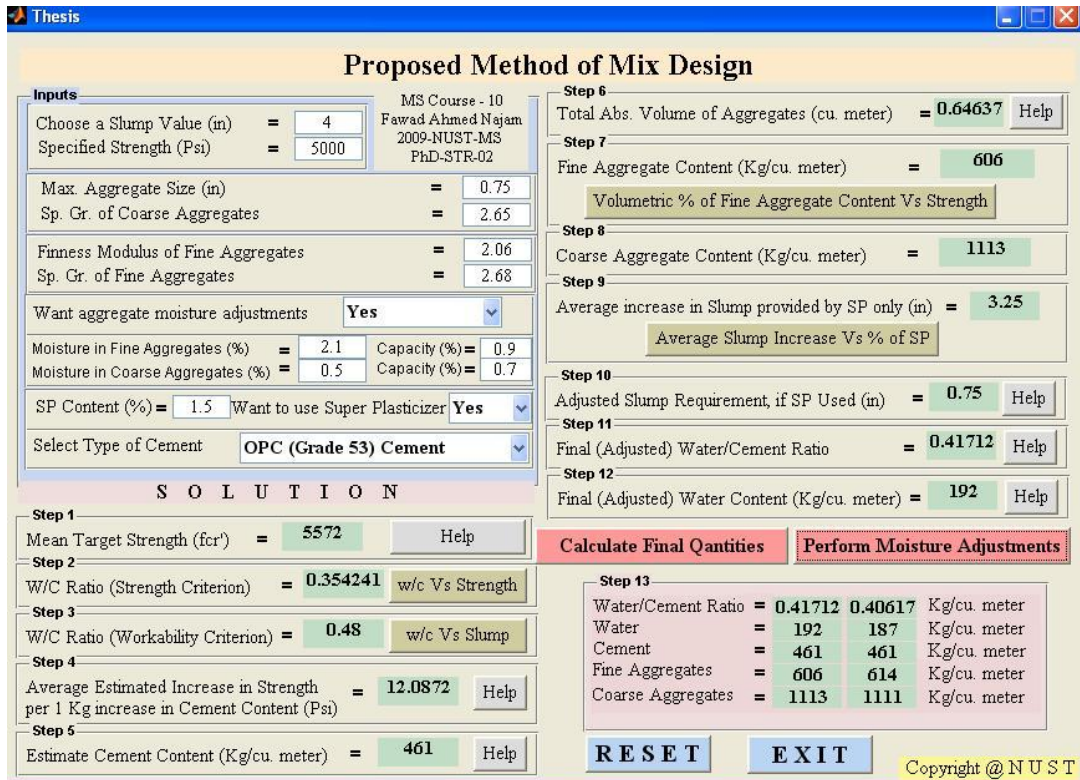 Thesis
Proposed Method of Mix Design
Inputs
Choose a Slump Value (in) = 4
Specified Strength (Psi) = 5000
MS Course - 10
Fawad Ahmed Najam
2009-NUST-MS
PhD-STR-02
Max. Aggregate Size (in) = 0.75
Sp. Gr. of Coarse Aggregates = 2.65
Finness Modulus of Fine Aggregates = 2.06
Sp. Gr. of Fine Aggregates = 2.68
Want aggregate moisture adjustments Yes
Moisture in Fine Aggregates (%) = 2.1 Capacity (%) = 0.9
Moisture in Coarse Aggregates (%) = 0.5 Capacity (%) = 0.7
SP Content (%) = 1.5 Want to use Super Plasticizer Yes
Select Type of Cement OPC (Grade 53) Cement
S O L U T I O N
Step 1
Mean Target Strength (fcr') = 5572 Help
Step 2
W/C Ratio (Strength Criterion) = 0.354241 w/c Vs Strength
Step 3
W/C Ratio (Workability Criterion) = 0.48 w/c Vs Slump
Step 4
Average Estimated Increase in Strength
per 1 Kg increase in Cement Content (Psi) = 12.0872 Help
Step 5
Estimate Cement Content (Kg/cu. meter) = 461 Help
Step 6
Total Abs. Volume of Aggregates (cu. meter) = 0.64637 Help
Step 7
Fine Aggregate Content (Kg/cu. meter) = 606
Volumetric % of Fine Aggregate Content Vs Strength
Step 8
Coarse Aggregate Content (Kg/cu. meter) = 1113
Step 9
Average increase in Slump provided by SP only (in) = 3.25
Average Slump Increase Vs % of SP
Step 10
Adjusted Slump Requirement, if SP Used (in) = 0.75 Help
Step 11
Final (Adjusted) Water/Cement Ratio = 0.41712 Help
Step 12
Final (Adjusted) Water Content (Kg/cu. meter) = 192 Help
Calculate Final Qantities Perform Moisture Adjustments
Step 13
Water/Cement Ratio = 0.41712 0.40617 Kg/cu. meter
Water = 192 187 Kg/cu. meter
Cement = 461 461 Kg/cu. meter
Fine Aggregates = 606 614 Kg/cu. meter
Coarse Aggregates = 1113 1111 Kg/cu. meter
R E S E T E X I T
Copyright @ N U S T